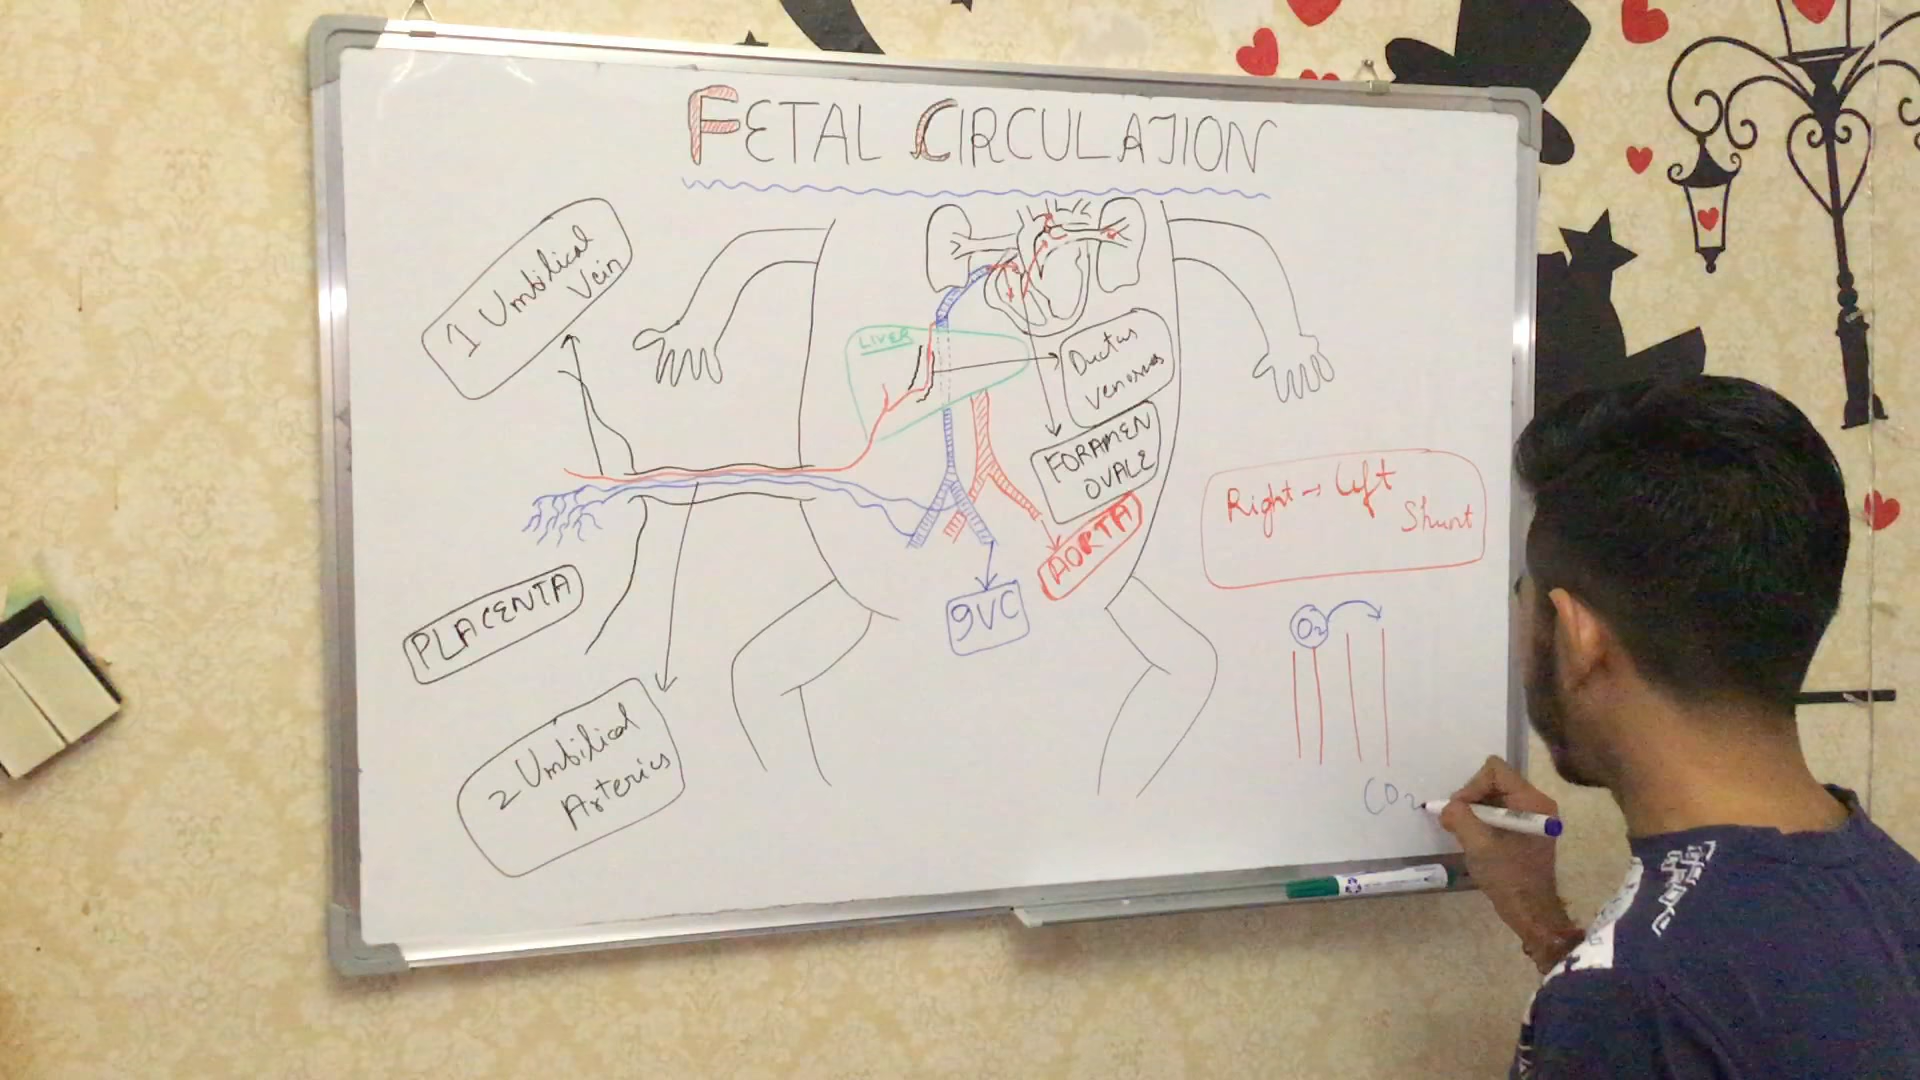 FETAL CIRCULATION
1 Umbilical
Vein
LIVER
Ductus
venosus
FORAMEN
OVALE
AORTA
IVC
PLACENTA
2 Umbilical
Arteries
Right → Left
Shunt
O2
CO2